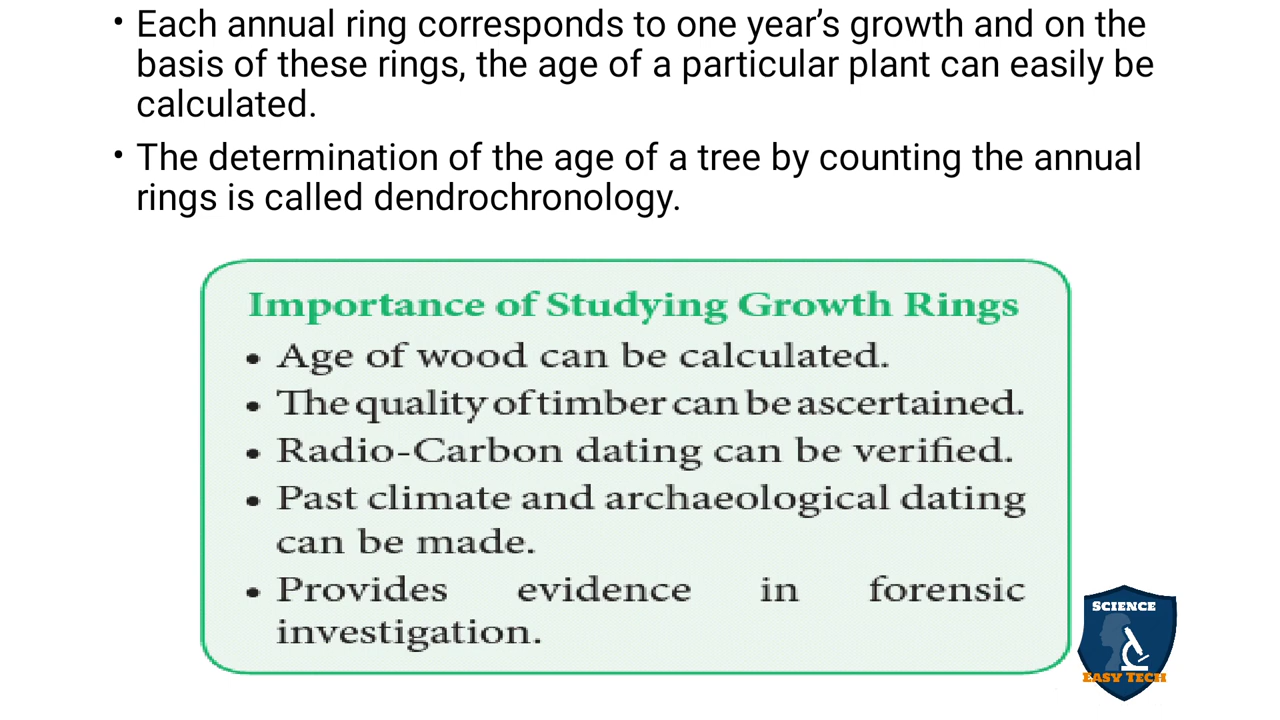 • Each annual ring corresponds to one year’s growth and on the
basis of these rings, the age of a particular plant can easily be
calculated.
• The determination of the age of a tree by counting the annual
rings is called dendrochronology.
Importance of Studying Growth Rings
• Age of wood can be calculated.
• The quality of timber can be ascertained.
• Radio-Carbon dating can be verified.
• Past climate and archaeological dating
can be made.
• Provides evidence in forensic
investigation.
SCIENCE
EASY TECH